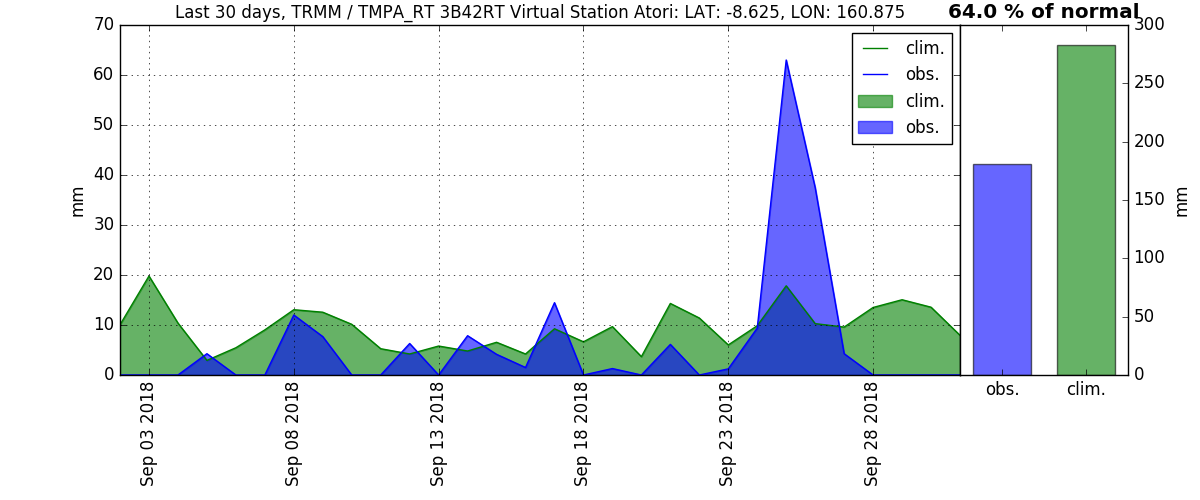 Last 30 days, TRMM / TMPA_RT 3B42RT Virtual Station Atori: LAT: -8.625, LON: 160.875
64.0 % of normal
70
60
50
40
30
20
10
0
mm
clim.
obs.
clim.
obs.
Sep 03 2018
Sep 08 2018
Sep 13 2018
Sep 18 2018
Sep 23 2018
Sep 28 2018
300
250
200
150
100
50
0
mm
obs.
clim.